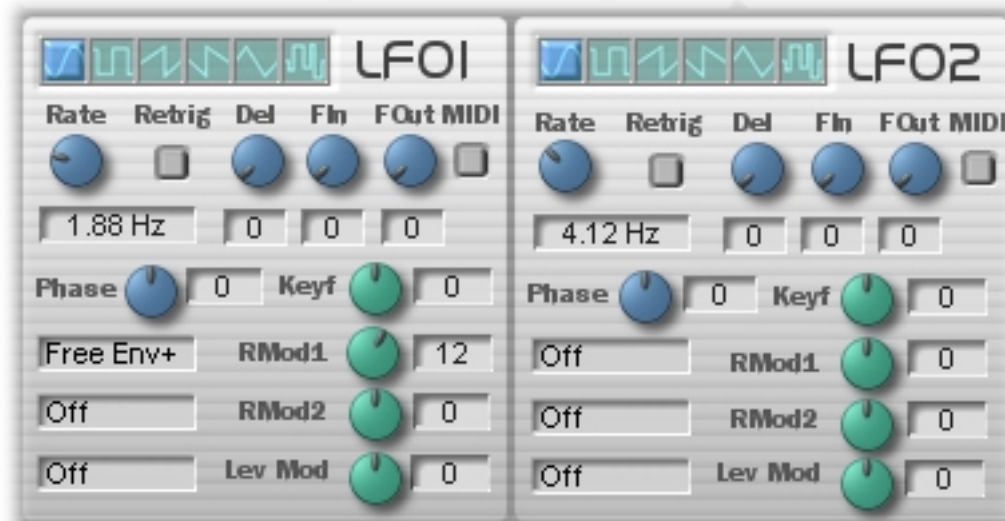 LFO1
Rate Retrig Del FIn FOut MIDI
1.88 Hz 0 0 0
Phase 0 Keyf 0
Free Env+ RMod1 12
Off RMod2 0
Off Lev Mod 0
LFO2
Rate Retrig Del FIn FOut MIDI
4.12 Hz 0 0 0
Phase 0 Keyf 0
Off RMod1 0
Off RMod2 0
Off Lev Mod 0